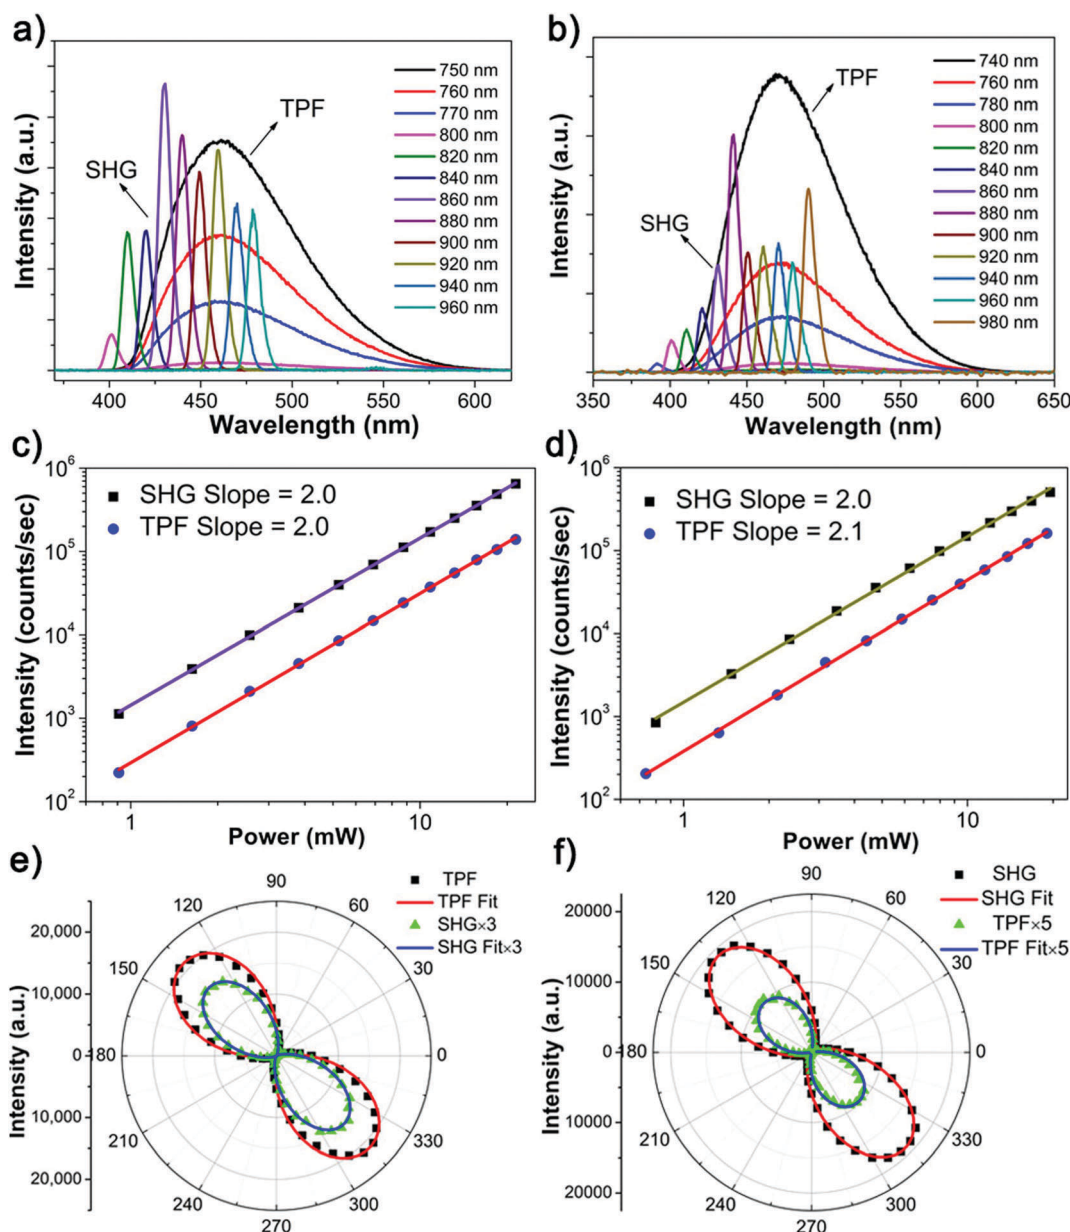 a)
Intensity (a.u.)
SHG
TPF
750 nm
760 nm
770 nm
800 nm
820 nm
840 nm
860 nm
880 nm
900 nm
920 nm
940 nm
960 nm
400 450 500 550 600
Wavelength (nm)
b)
Intensity (a.u.)
SHG
TPF
740 nm
760 nm
780 nm
800 nm
820 nm
840 nm
860 nm
880 nm
900 nm
920 nm
940 nm
960 nm
980 nm
350 400 450 500 550 600 650
Wavelength (nm)
c)
Intensity (counts/sec)
10^6
10^5
10^4
10^3
10^2
SHG Slope = 2.0
TPF Slope = 2.0
1 10
Power (mW)
d)
Intensity (counts/sec)
10^6
10^5
10^4
10^3
10^2
SHG Slope = 2.0
TPF Slope = 2.1
1 10
Power (mW)
e)
Intensity (a.u.)
20,000
10,000
0
10,000
20,000
90
120 60
150 30
180 0
210 330
240 300
270
TPF
TPF Fit
SHG×3
SHG Fit×3
f)
Intensity (a.u.)
20000
10000
0
10000
20000
90
120 60
150 30
180 0
210 330
240 300
270
SHG
SHG Fit
TPF×5
TPF Fit×5